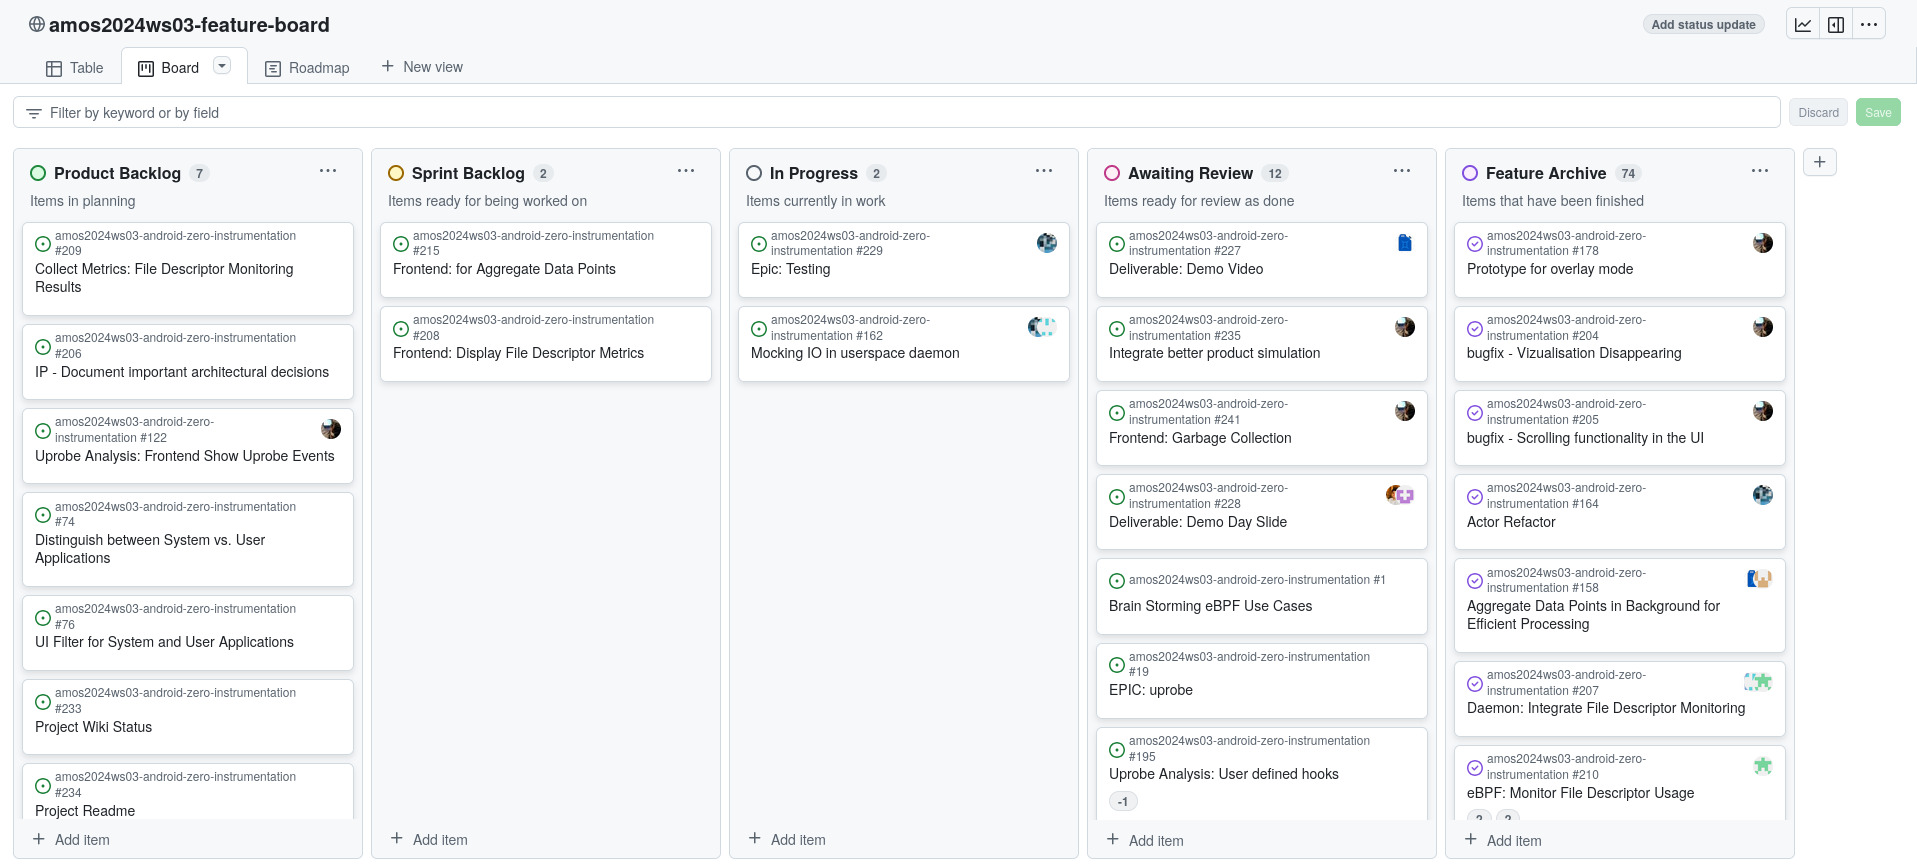 amos2024ws03-feature-board
Add status update
Table
Board
Roadmap
New view
Filter by keyword or by field
Discard
Save
Product Backlog 7
Items in planning
amos2024ws03-android-zero-instrumentation
#209
Collect Metrics: File Descriptor Monitoring
Results
amos2024ws03-android-zero-instrumentation
#206
IP - Document important architectural decisions
amos2024ws03-android-zero-
instrumentation #122
Uprobe Analysis: Frontend Show Uprobe Events
amos2024ws03-android-zero-instrumentation
#74
Distinguish between System vs. User
Applications
amos2024ws03-android-zero-instrumentation
#76
UI Filter for System and User Applications
amos2024ws03-android-zero-instrumentation
#233
Project Wiki Status
amos2024ws03-android-zero-instrumentation
#234
Project Readme
Add item
Sprint Backlog 2
Items ready for being worked on
amos2024ws03-android-zero-instrumentation
#215
Frontend: for Aggregate Data Points
amos2024ws03-android-zero-instrumentation
#208
Frontend: Display File Descriptor Metrics
Add item
In Progress 2
Items currently in work
amos2024ws03-android-zero-
instrumentation #229
Epic: Testing
amos2024ws03-android-zero-
instrumentation #162
Mocking IO in userspace daemon
Add item
Awaiting Review 12
Items ready for review as done
amos2024ws03-android-zero-
instrumentation #227
Deliverable: Demo Video
amos2024ws03-android-zero-
instrumentation #235
Integrate better product simulation
amos2024ws03-android-zero-
instrumentation #241
Frontend: Garbage Collection
amos2024ws03-android-zero-
instrumentation #228
Deliverable: Demo Day Slide
amos2024ws03-android-zero-instrumentation #1
Brain Storming eBPF Use Cases
amos2024ws03-android-zero-instrumentation
#19
EPIC: uprobe
amos2024ws03-android-zero-instrumentation
#195
Uprobe Analysis: User defined hooks
-1
Add item
Feature Archive 74
Items that have been finished
amos2024ws03-android-zero-
instrumentation #178
Prototype for overlay mode
amos2024ws03-android-zero-
instrumentation #204
bugfix - Vizualisation Disappearing
amos2024ws03-android-zero-
instrumentation #205
bugfix - Scrolling functionality in the UI
amos2024ws03-android-zero-
instrumentation #164
Actor Refactor
amos2024ws03-android-zero-
instrumentation #158
Aggregate Data Points in Background for
Efficient Processing
amos2024ws03-android-zero-
instrumentation #207
Daemon: Integrate File Descriptor Monitoring
amos2024ws03-android-zero-
instrumentation #210
eBPF: Monitor File Descriptor Usage
Add item